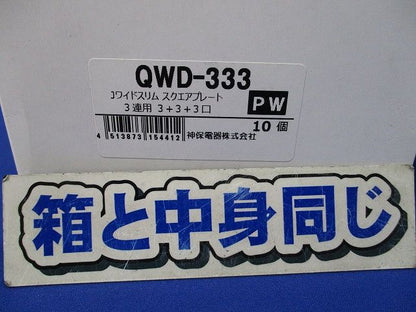 QWD-333
Jワイドスリム スクエアプレート
3連用 3+3+3口
PW
10個
4 513873 154412
神保電器株式会社
箱と中身同じ